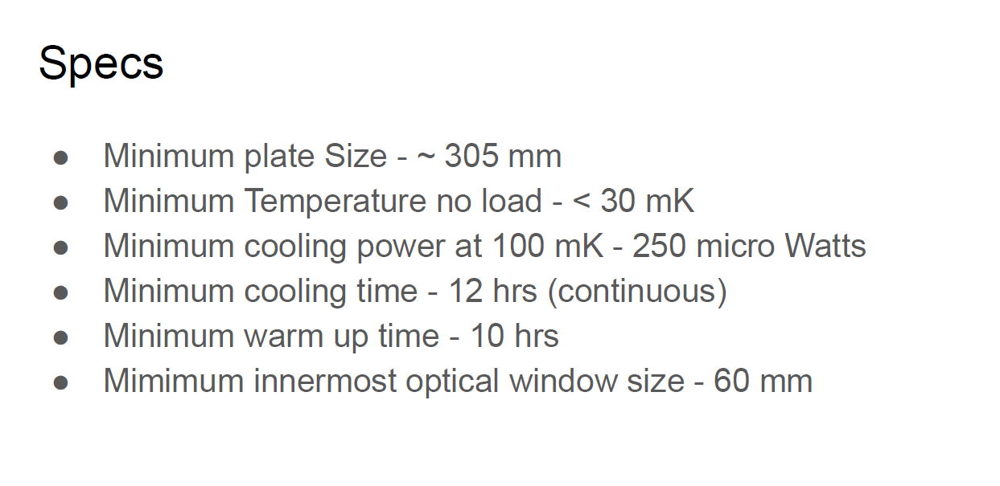 Specs
● Minimum plate Size - ~ 305 mm
● Minimum Temperature no load - < 30 mK
● Minimum cooling power at 100 mK - 250 micro Watts
● Minimum cooling time - 12 hrs (continuous)
● Minimum warm up time - 10 hrs
● Mimimum innermost optical window size - 60 mm